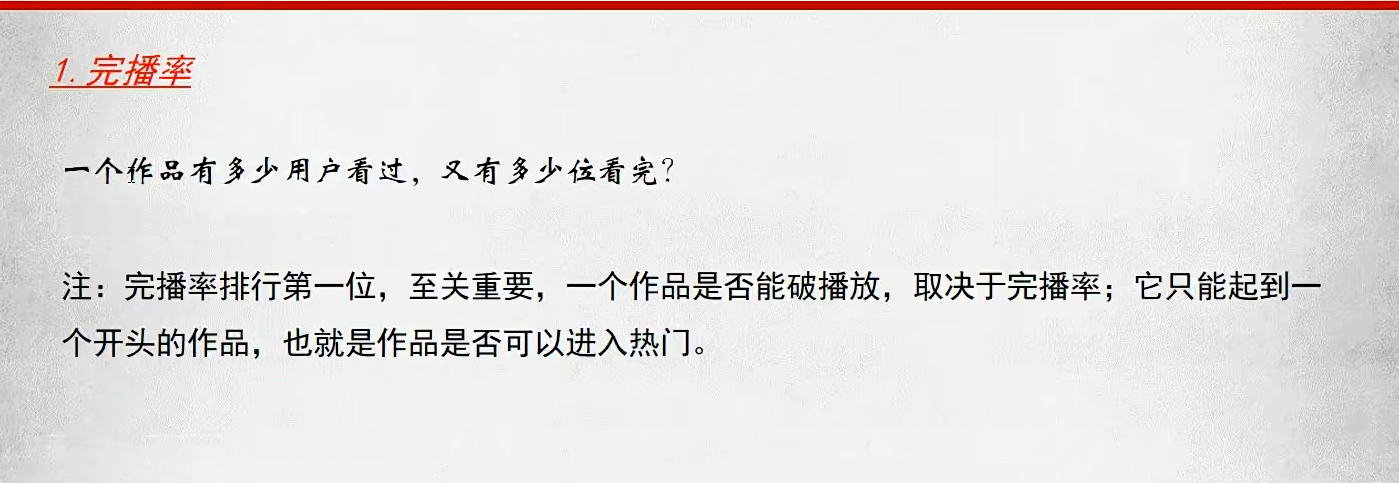 1.完播率
一个作品有多少用户看过，又有多少位看完？
注：完播率排行第一位，至关重要，一个作品是否能破播放，取决于完播率；它只能起到一
个开头的作品，也就是作品是否可以进入热门。